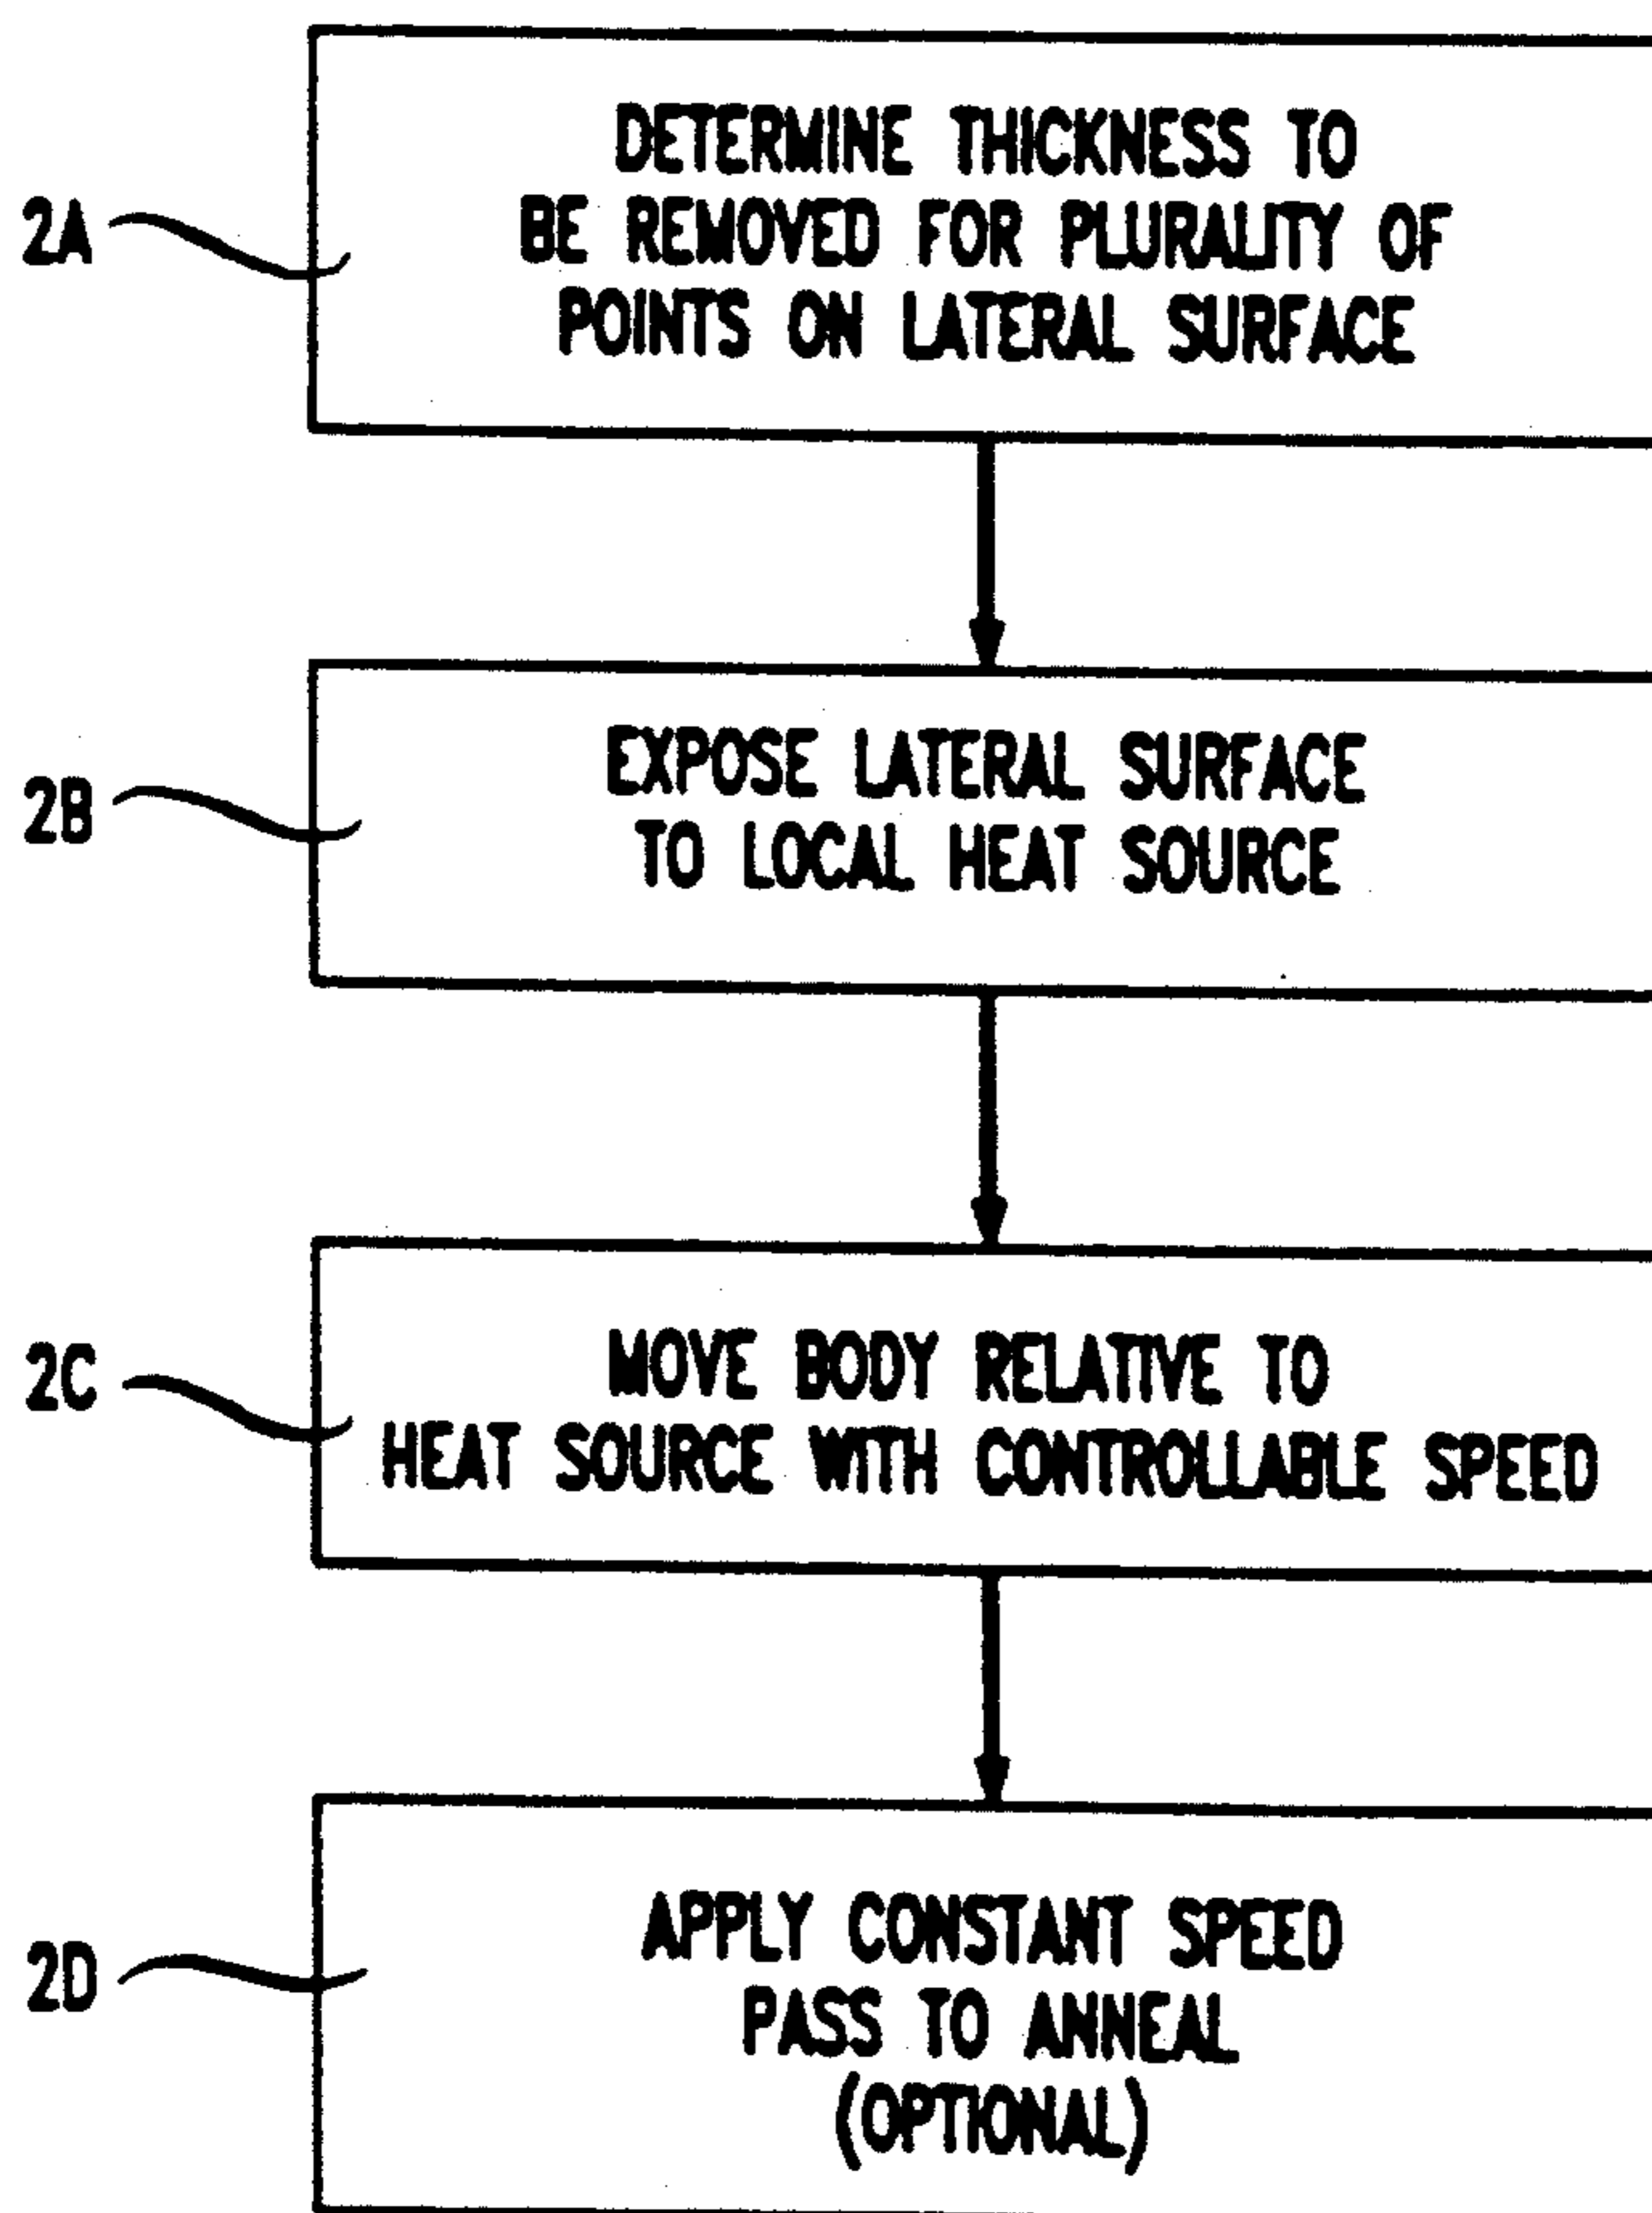 2A
DETERMINE THICKNESS TO
BE REMOVED FOR PLURALITY OF
POINTS ON LATERAL SURFACE
2B
EXPOSE LATERAL SURFACE
TO LOCAL HEAT SOURCE
2C
MOVE BODY RELATIVE TO
HEAT SOURCE WITH CONTROLLABLE SPEED
2D
APPLY CONSTANT SPEED
PASS TO ANNEAL
(OPTIONAL)